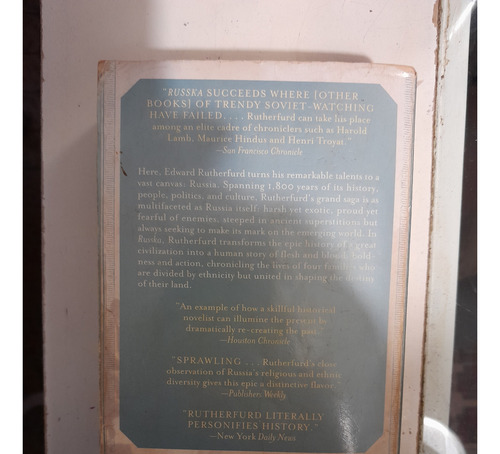 "RUSSKA SUCCEEDS WHERE [OTHER
BOOKS] OF TRENDY SOVIET-WATCHING
HAVE FAILED.... Rutherfurd can take his place
among an elite cadre of chroniclers such as Harold
Lamb, Maurice Hindus and Henri Troyat."
—San Francisco Chronicle
Here, Edward Rutherfurd turns his remarkable talents to a
vast canvas: Russia. Spanning 1,800 years of its history,
people, politics, and culture, Rutherfurd's grand saga is as
multifaceted as Russia itself: harsh yet exotic, proud yet
fearful of enemies, steeped in ancient superstitions but
always seeking to make its mark on the emerging world. In
Russka, Rutherfurd transforms the epic history of a great
civilization into a human story of flesh and blood, bold-
ness and action, chronicling the lives of four families who
are divided by ethnicity but united in shaping the destiny
of their land.
"An example of how a skillful historical
novelist can illumine the present by
dramatically re-creating the past."
—Houston Chronicle
"SPRAWLING ... Rutherfurd's close
observation of Russia's religious and ethnic
diversity gives this epic a distinctive flavor."
—Publishers Weekly
"RUTHERFURD LITERALLY
PERSONIFIES HISTORY."
—New York Daily News